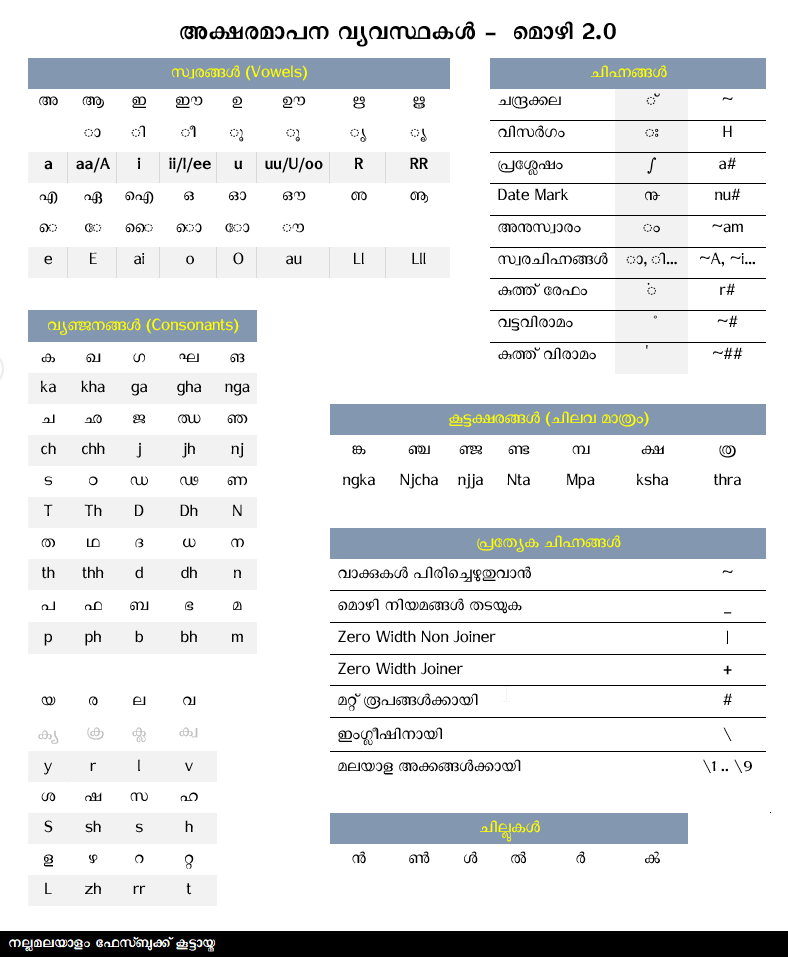 അക്ഷരമാപന വ്യവസ്ഥകൾ – മൊഴി 2.0
സ്വരങ്ങൾ (Vowels)
അ ആ ഇ ഈ ഉ ഊ ഋ ൠ
ാ ി ീ ു ൂ ൃ ൄ
a aa/A i ii/I/ee u uu/U/oo R RR
എ ഏ ഐ ഒ ഓ ഔ ഌ ൡ
െ േ ൈ ൊ ോ ൗ
e E ai o O au Ll Lll
വ്യഞ്ജനങ്ങൾ (Consonants)
ക ഖ ഗ ഘ ങ
ka kha ga gha nga
ച ഛ ജ ഝ ഞ
ch chh j jh nj
ട ഠ ഡ ഢ ണ
T Th D Dh N
ത ഥ ദ ധ ന
th thh d dh n
പ ഫ ബ ഭ മ
p ph b bh m
യ ര ല വ
ക്യ ക്ര ക്ല ക്വ
y r l v
ശ ഷ സ ഹ
S sh s h
ള ഴ റ റ്റ
L zh rr t
ചിഹ്നങ്ങൾ
ചന്ദ്രക്കല ് ~
വിസർഗം ഃ H
പ്രശ്ലേഷം ഽ a#
Date Mark ൹ nu#
അനുസ്വാരം ം ~am
സ്വരചിഹ്നങ്ങൾ ാ, ി... ~A, ~i...
കുത്ത് രേഫം ൎ r#
വട്ടവിരാമം ° ~#
കുത്ത് വിരാമം ' ~##
കൂട്ടക്ഷരങ്ങൾ (ചിലവ മാത്രം)
ങ്ക ഞ്ച ഞ്ജ ണ്ട മ്പ ക്ഷ ത്ര
ngka Njcha njja Nta Mpa ksha thra
പ്രത്യേക ചിഹ്നങ്ങൾ
വാക്കുകൾ പിരിച്ചെഴുതുവാൻ ~
മൊഴി നിയമങ്ങൾ തടയുക _
Zero Width Non Joiner |
Zero Width Joiner +
മറ്റ് രൂപങ്ങൾക്കായി #
ഇംഗ്ലീഷിനായി \
മലയാള അക്കങ്ങൾക്കായി \1 .. \9
ചില്ലുകൾ
ൻ ൺ ൾ ൽ ർ ൿ
നല്ലമലയാളം ഫേസ്ബുക്ക് കൂട്ടായ്മ